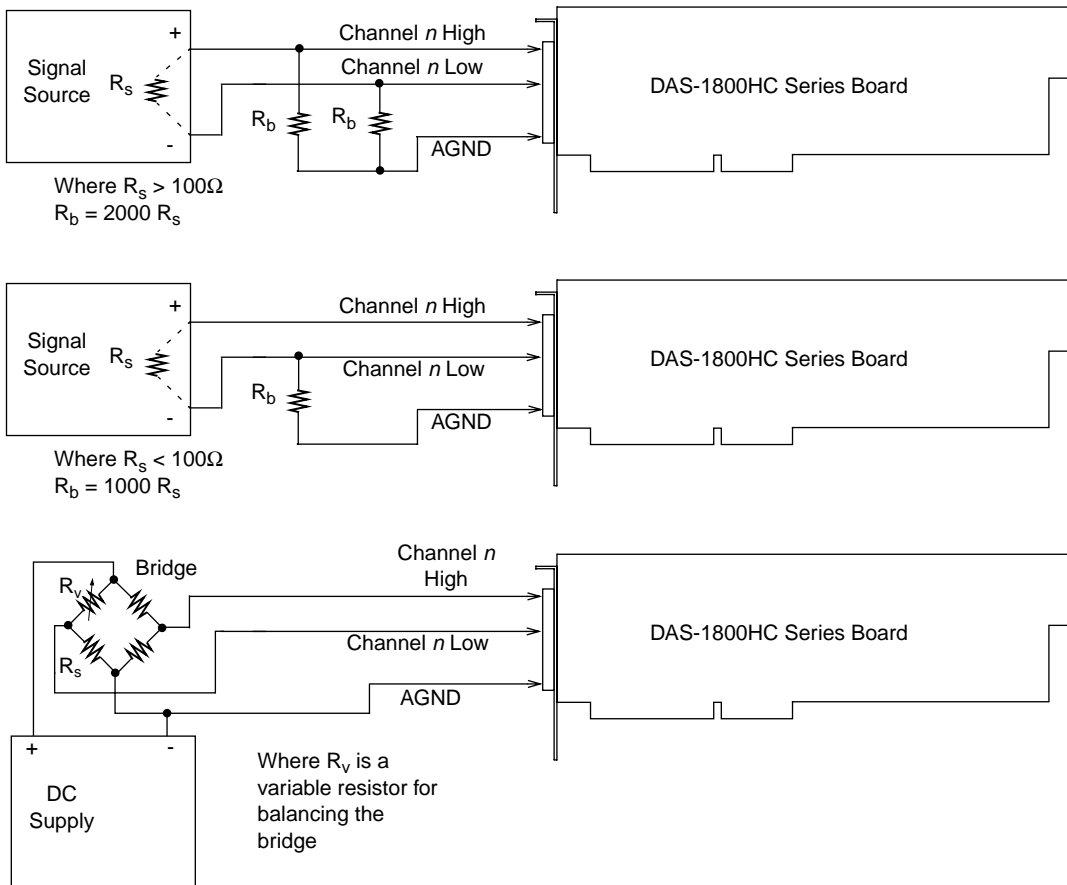 +
Channel n High
Signal
Source
Rs
Channel n Low
DAS-1800HC Series Board
Rb
Rb
-
AGND
Where Rs > 100Ω
Rb = 2000 Rs
+
Channel n High
Signal
Source
Rs
Channel n Low
DAS-1800HC Series Board
Rb
-
AGND
Where Rs < 100Ω
Rb = 1000 Rs
Channel n
High
Bridge
Rv
Channel n Low
DAS-1800HC Series Board
Rs
AGND
+
-
DC
Supply
Where Rv is a
variable resistor for
balancing the
bridge